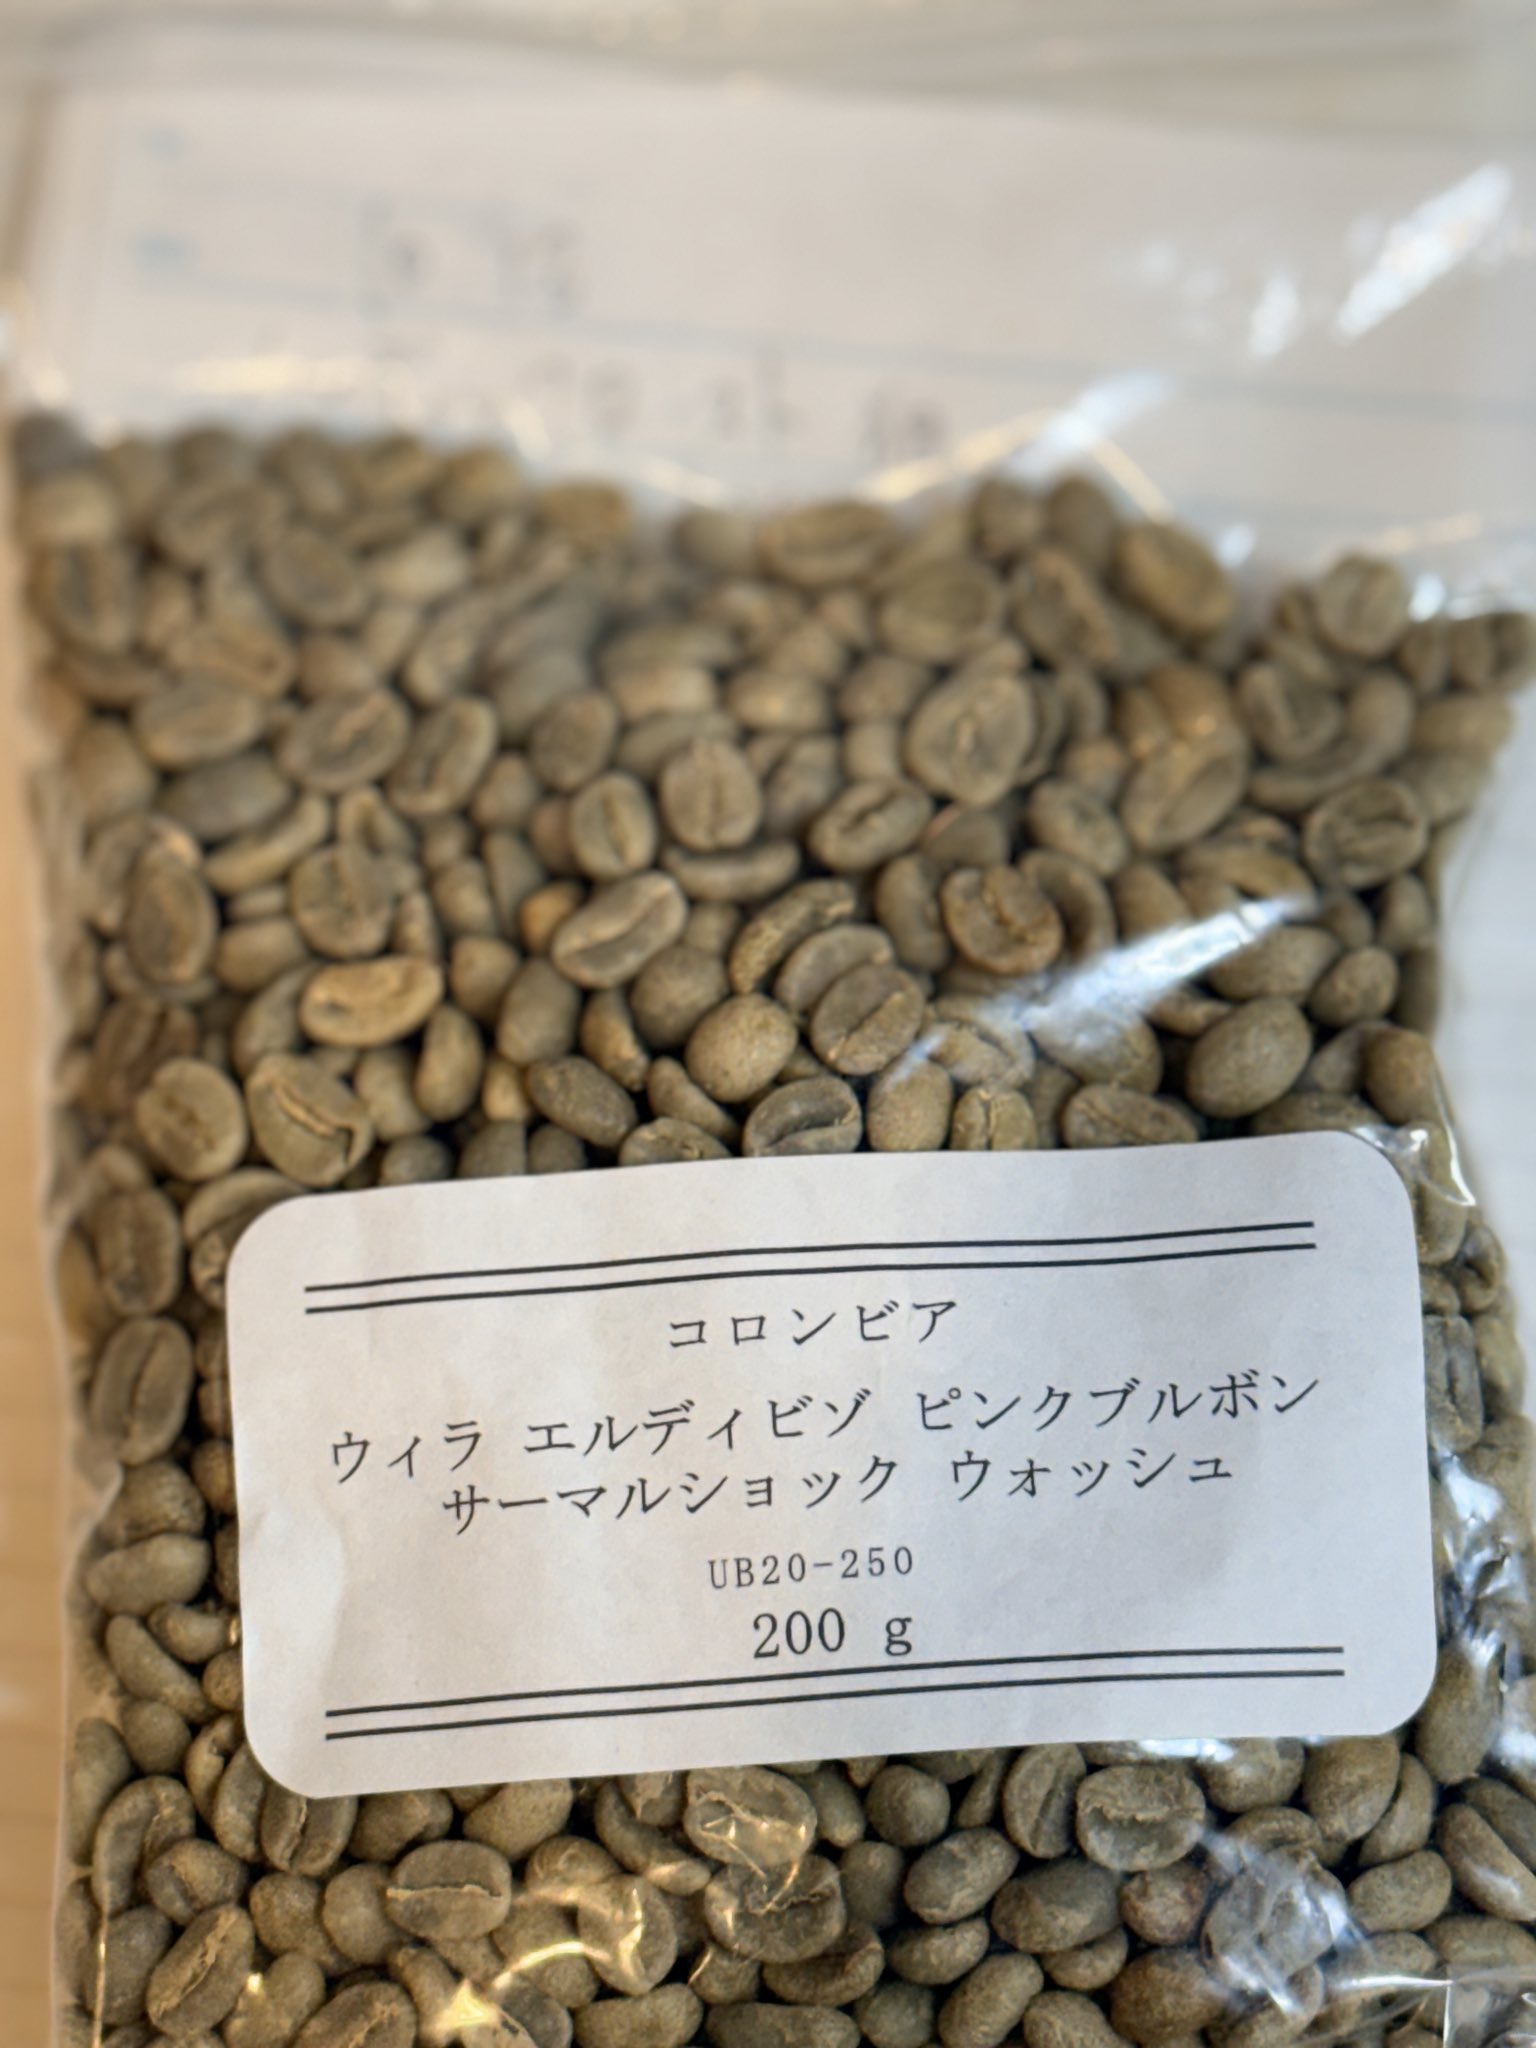 コロンビア
ウィラ エルディビゾ ピンクブルボン
サーマルショック ウォッシュ
UB20-250
200 g